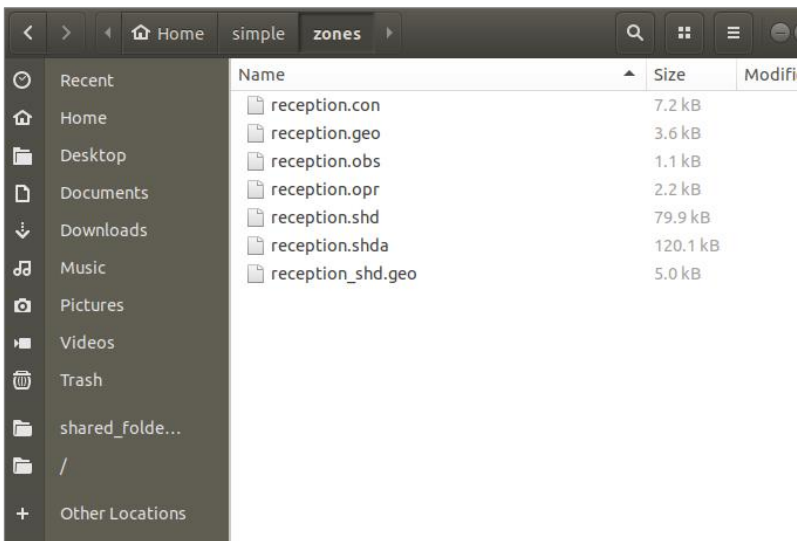 Home simple zones
Name Size Modifi
Recent
Home
Desktop
Documents
Downloads
Music
Pictures
Videos
Trash
shared_folde...
/
Other Locations
reception.con 7.2 kB
reception.geo 3.6 kB
reception.obs 1.1 kB
reception.opr 2.2 kB
reception.shd 79.9 kB
reception.shda 120.1 kB
reception_shd.geo 5.0 kB